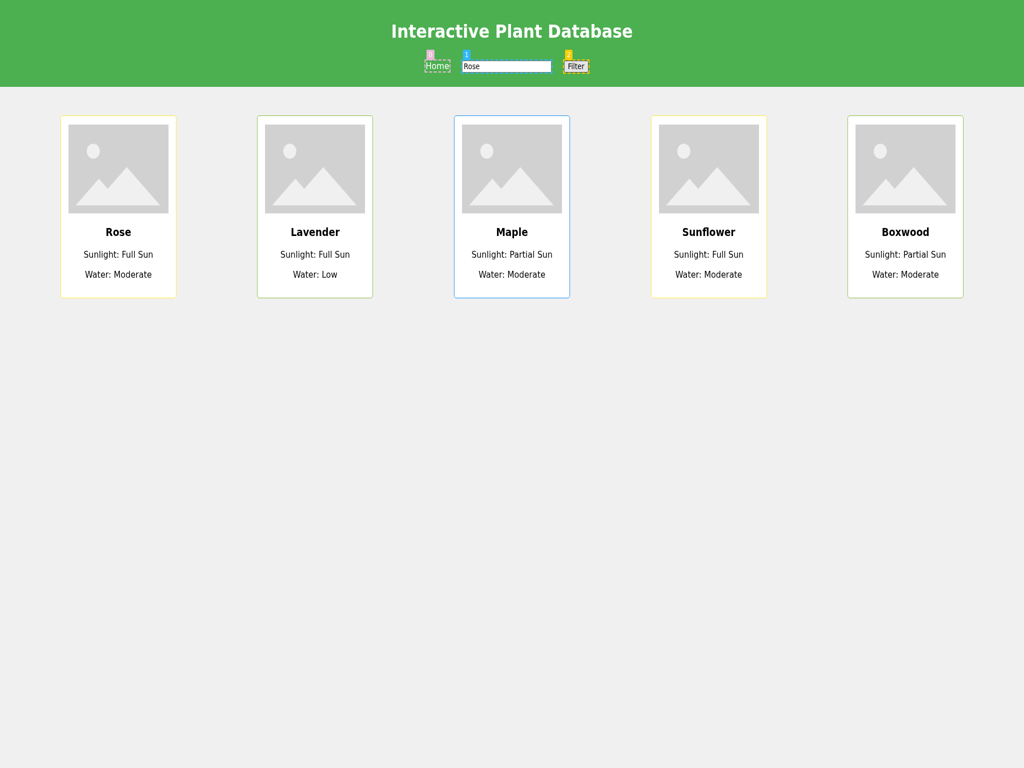 Interactive Plant Database
0
1
2
Home
Rose
Filter
Rose
Sunlight: Full Sun
Water: Moderate
Lavender
Sunlight: Full Sun
Water: Low
Maple
Sunlight: Partial Sun
Water: Moderate
Sunflower
Sunlight: Full Sun
Water: Moderate
Boxwood
Sunlight: Partial Sun
Water: Moderate